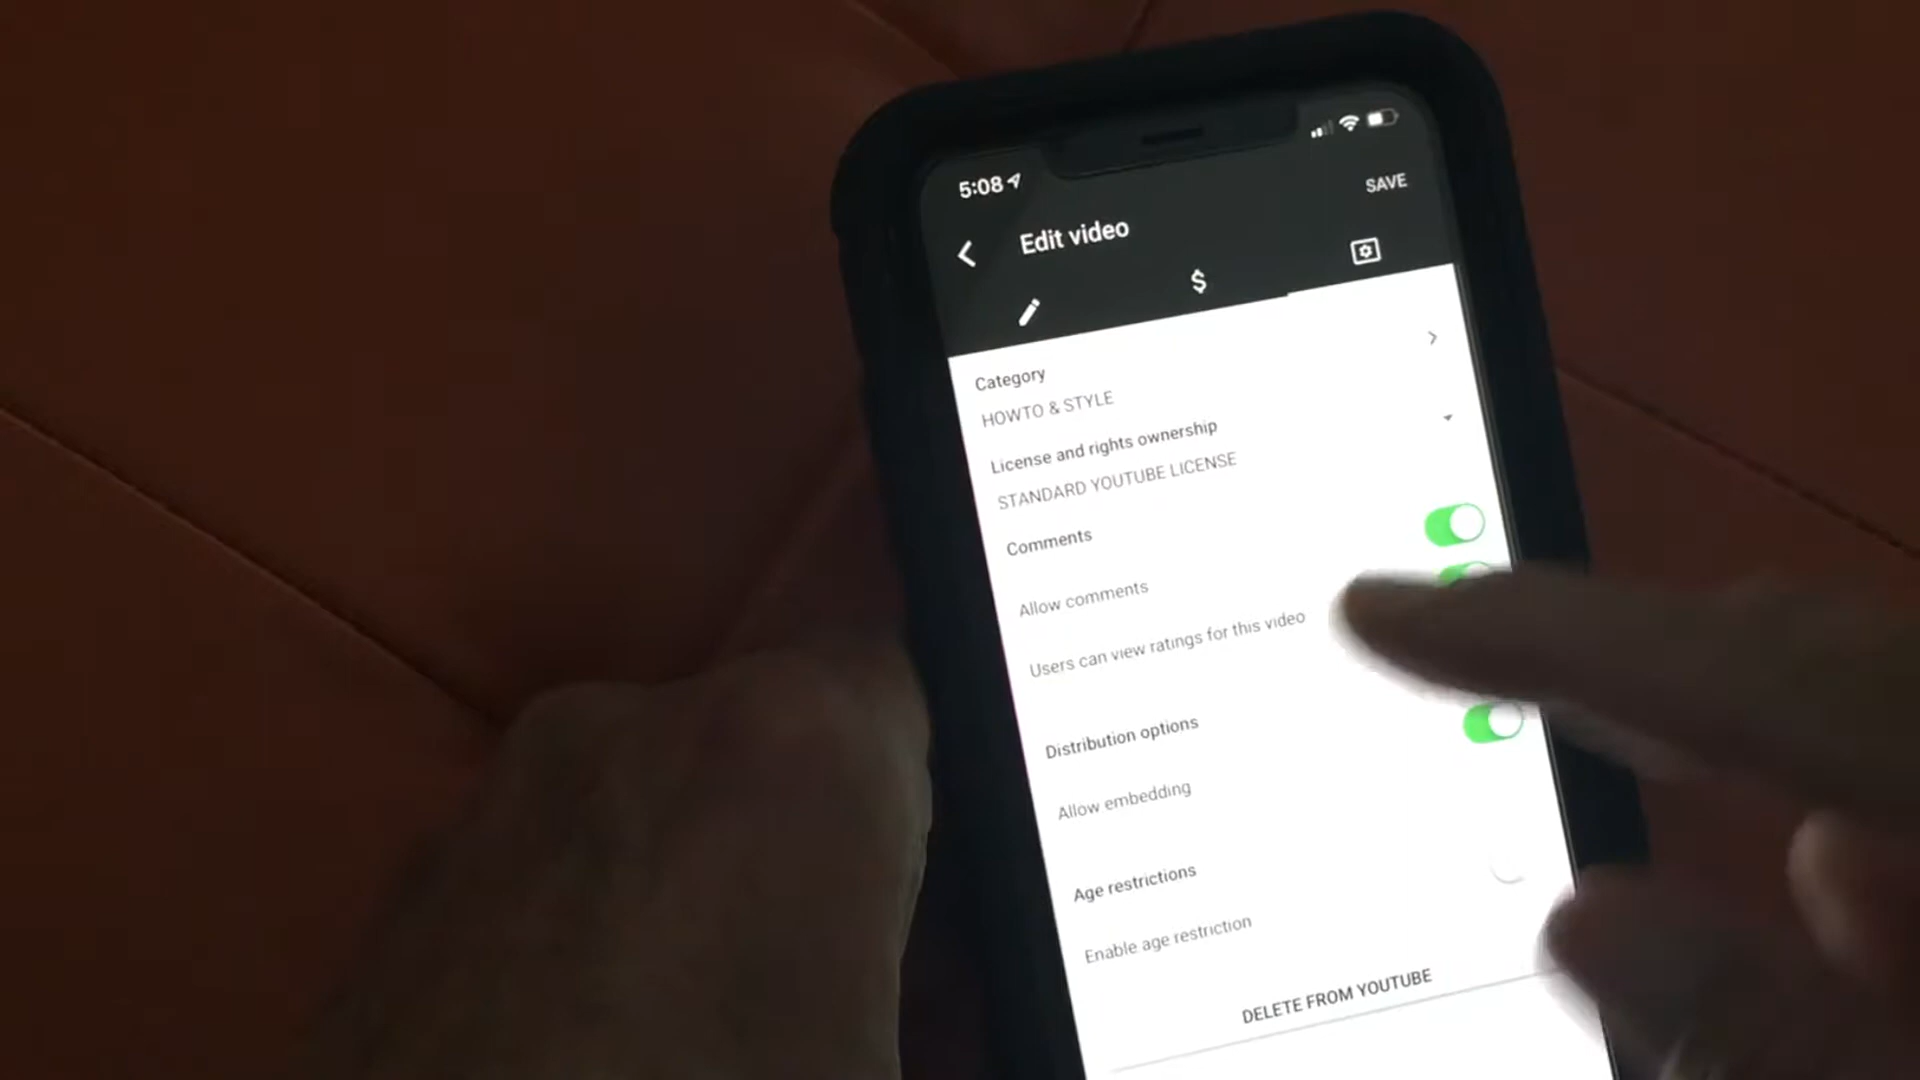 5:08
SAVE
Edit video
$
Category
HOWTO & STYLE
License and rights ownership
STANDARD YOUTUBE LICENSE
Comments
Allow comments
Users can view ratings for this video
Distribution options
Allow embedding
Age restrictions
Enable age restriction
DELETE FROM YOUTUBE